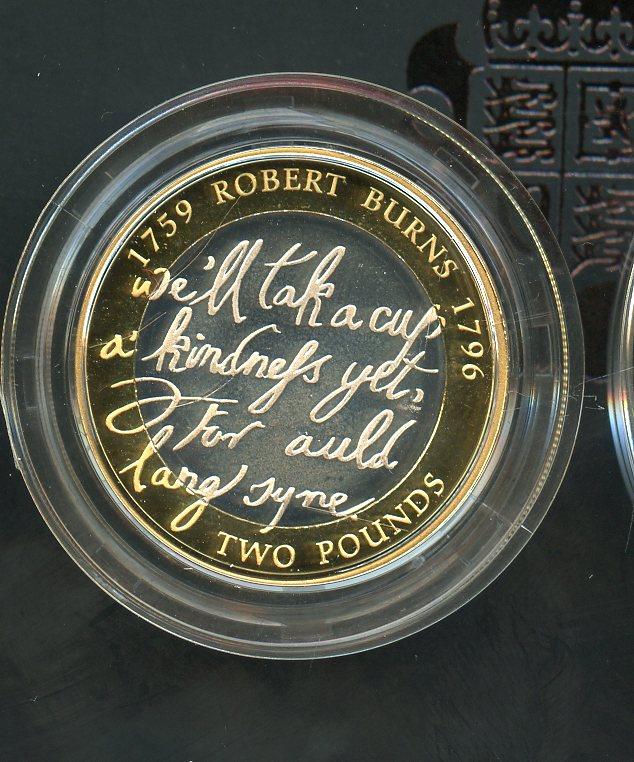 1759 ROBERT BURNS 1796
we'll tak a cup
a' kindness yet,
For auld
lang syne
TWO POUNDS